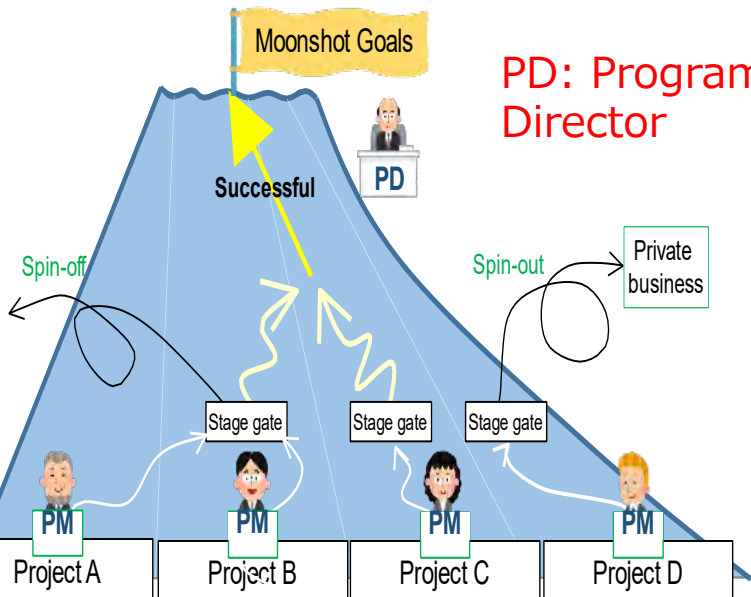 Moonshot Goals
PD: Program
Director
PD
Successful
Spin-off
Spin-out
Private
business
Stage gate
Stage gate
Stage gate
PM
PM
PM
PM
Project A
Project B
Project C
Project D